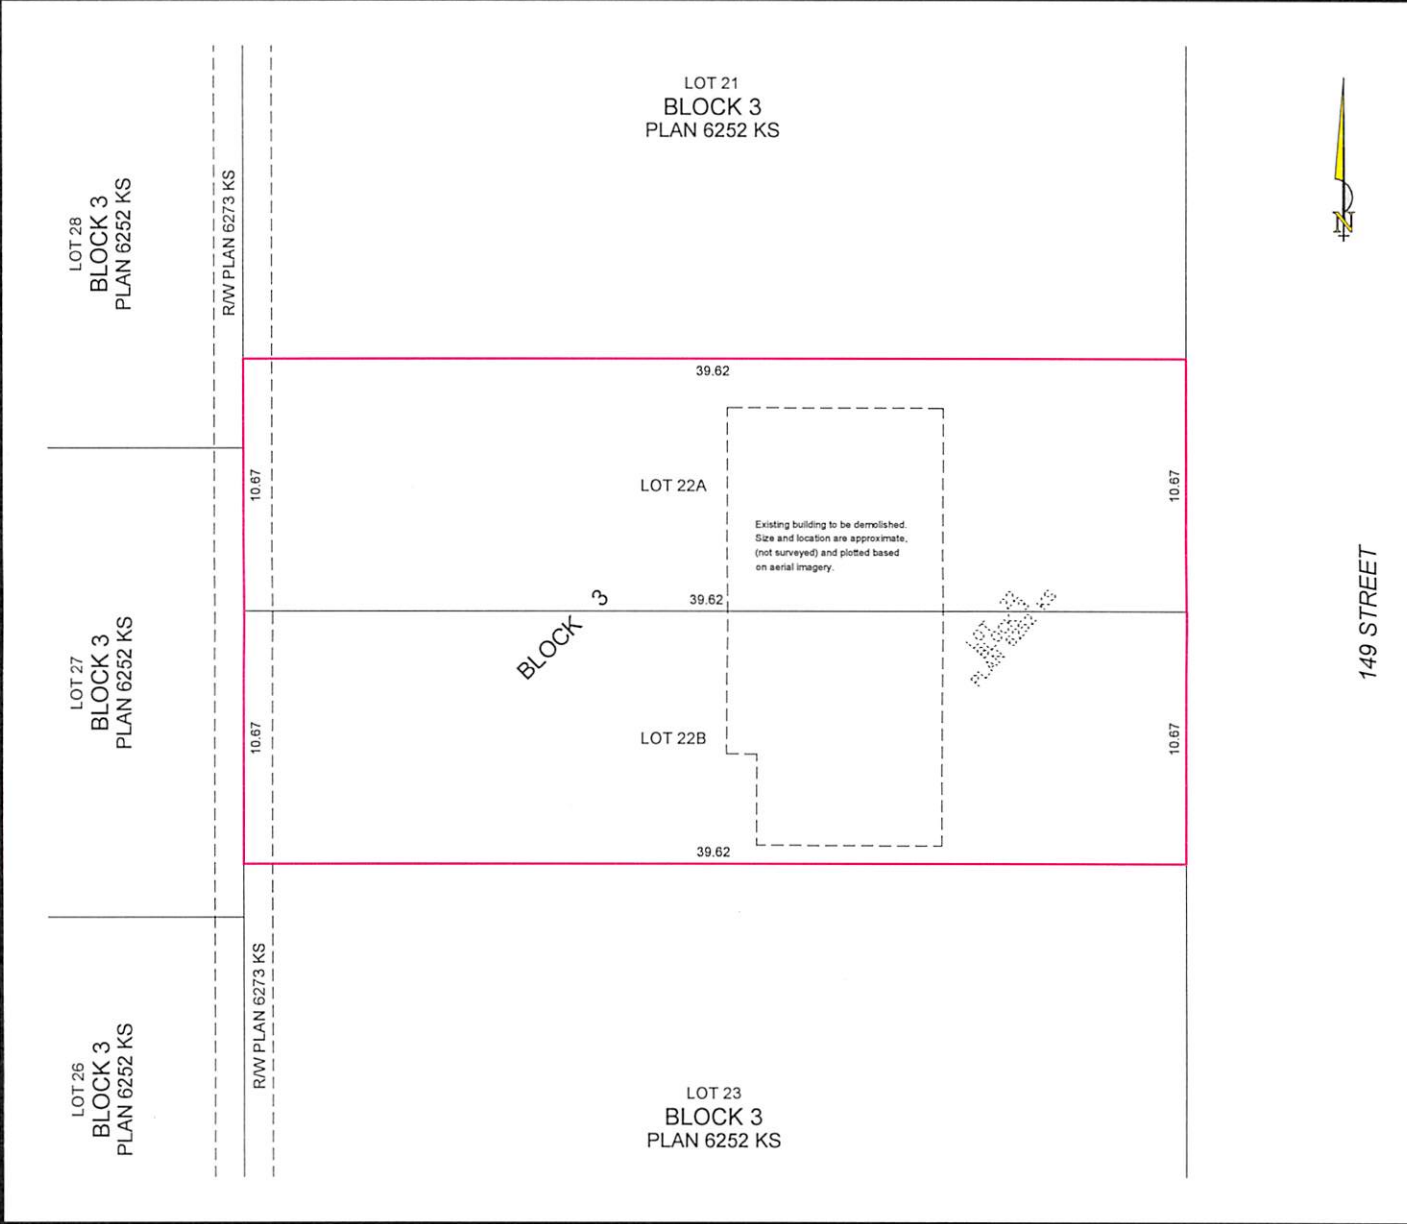 LOT 21
BLOCK 3
PLAN 6252 KS
LOT 28
BLOCK 3
PLAN 6252 KS
R/W PLAN 6273 KS
N
39.62
10.67
LOT 22A
10.67
Existing building to be demolished.
Size and location are approximate,
(not surveyed) and plotted based
on aerial imagery.
39.62
BLOCK 3
149 STREET
LOT 27
BLOCK 3
PLAN 6252 KS
10.67
LOT 22B
10.67
39.62
R/W PLAN 6273 KS
LOT 26
BLOCK 3
PLAN 6252 KS
LOT 23
BLOCK 3
PLAN 6252 KS